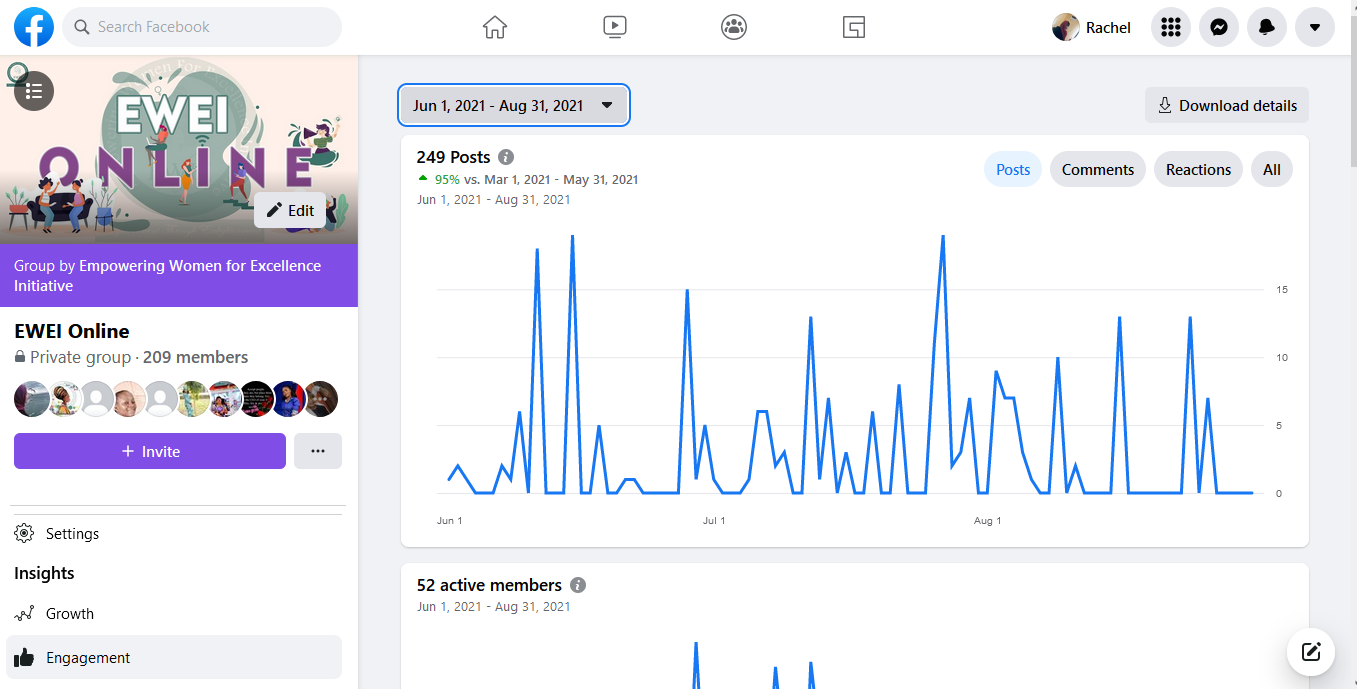 Search Facebook
Rachel
Women For Ex
EWEI
ONLINE
Edit
Group by Empowering Women for Excellence
Initiative
EWEI Online
Private group · 209 members
+ Invite
Settings
Insights
Growth
Engagement
Jun 1, 2021 - Aug 31, 2021
Download details
249 Posts
95% vs. Mar 1, 2021 - May 31, 2021
Jun 1, 2021 - Aug 31, 2021
Posts
Comments
Reactions
All
15
10
5
0
Jun 1
Jul 1
Aug 1
52 active members
Jun 1, 2021 - Aug 31, 2021